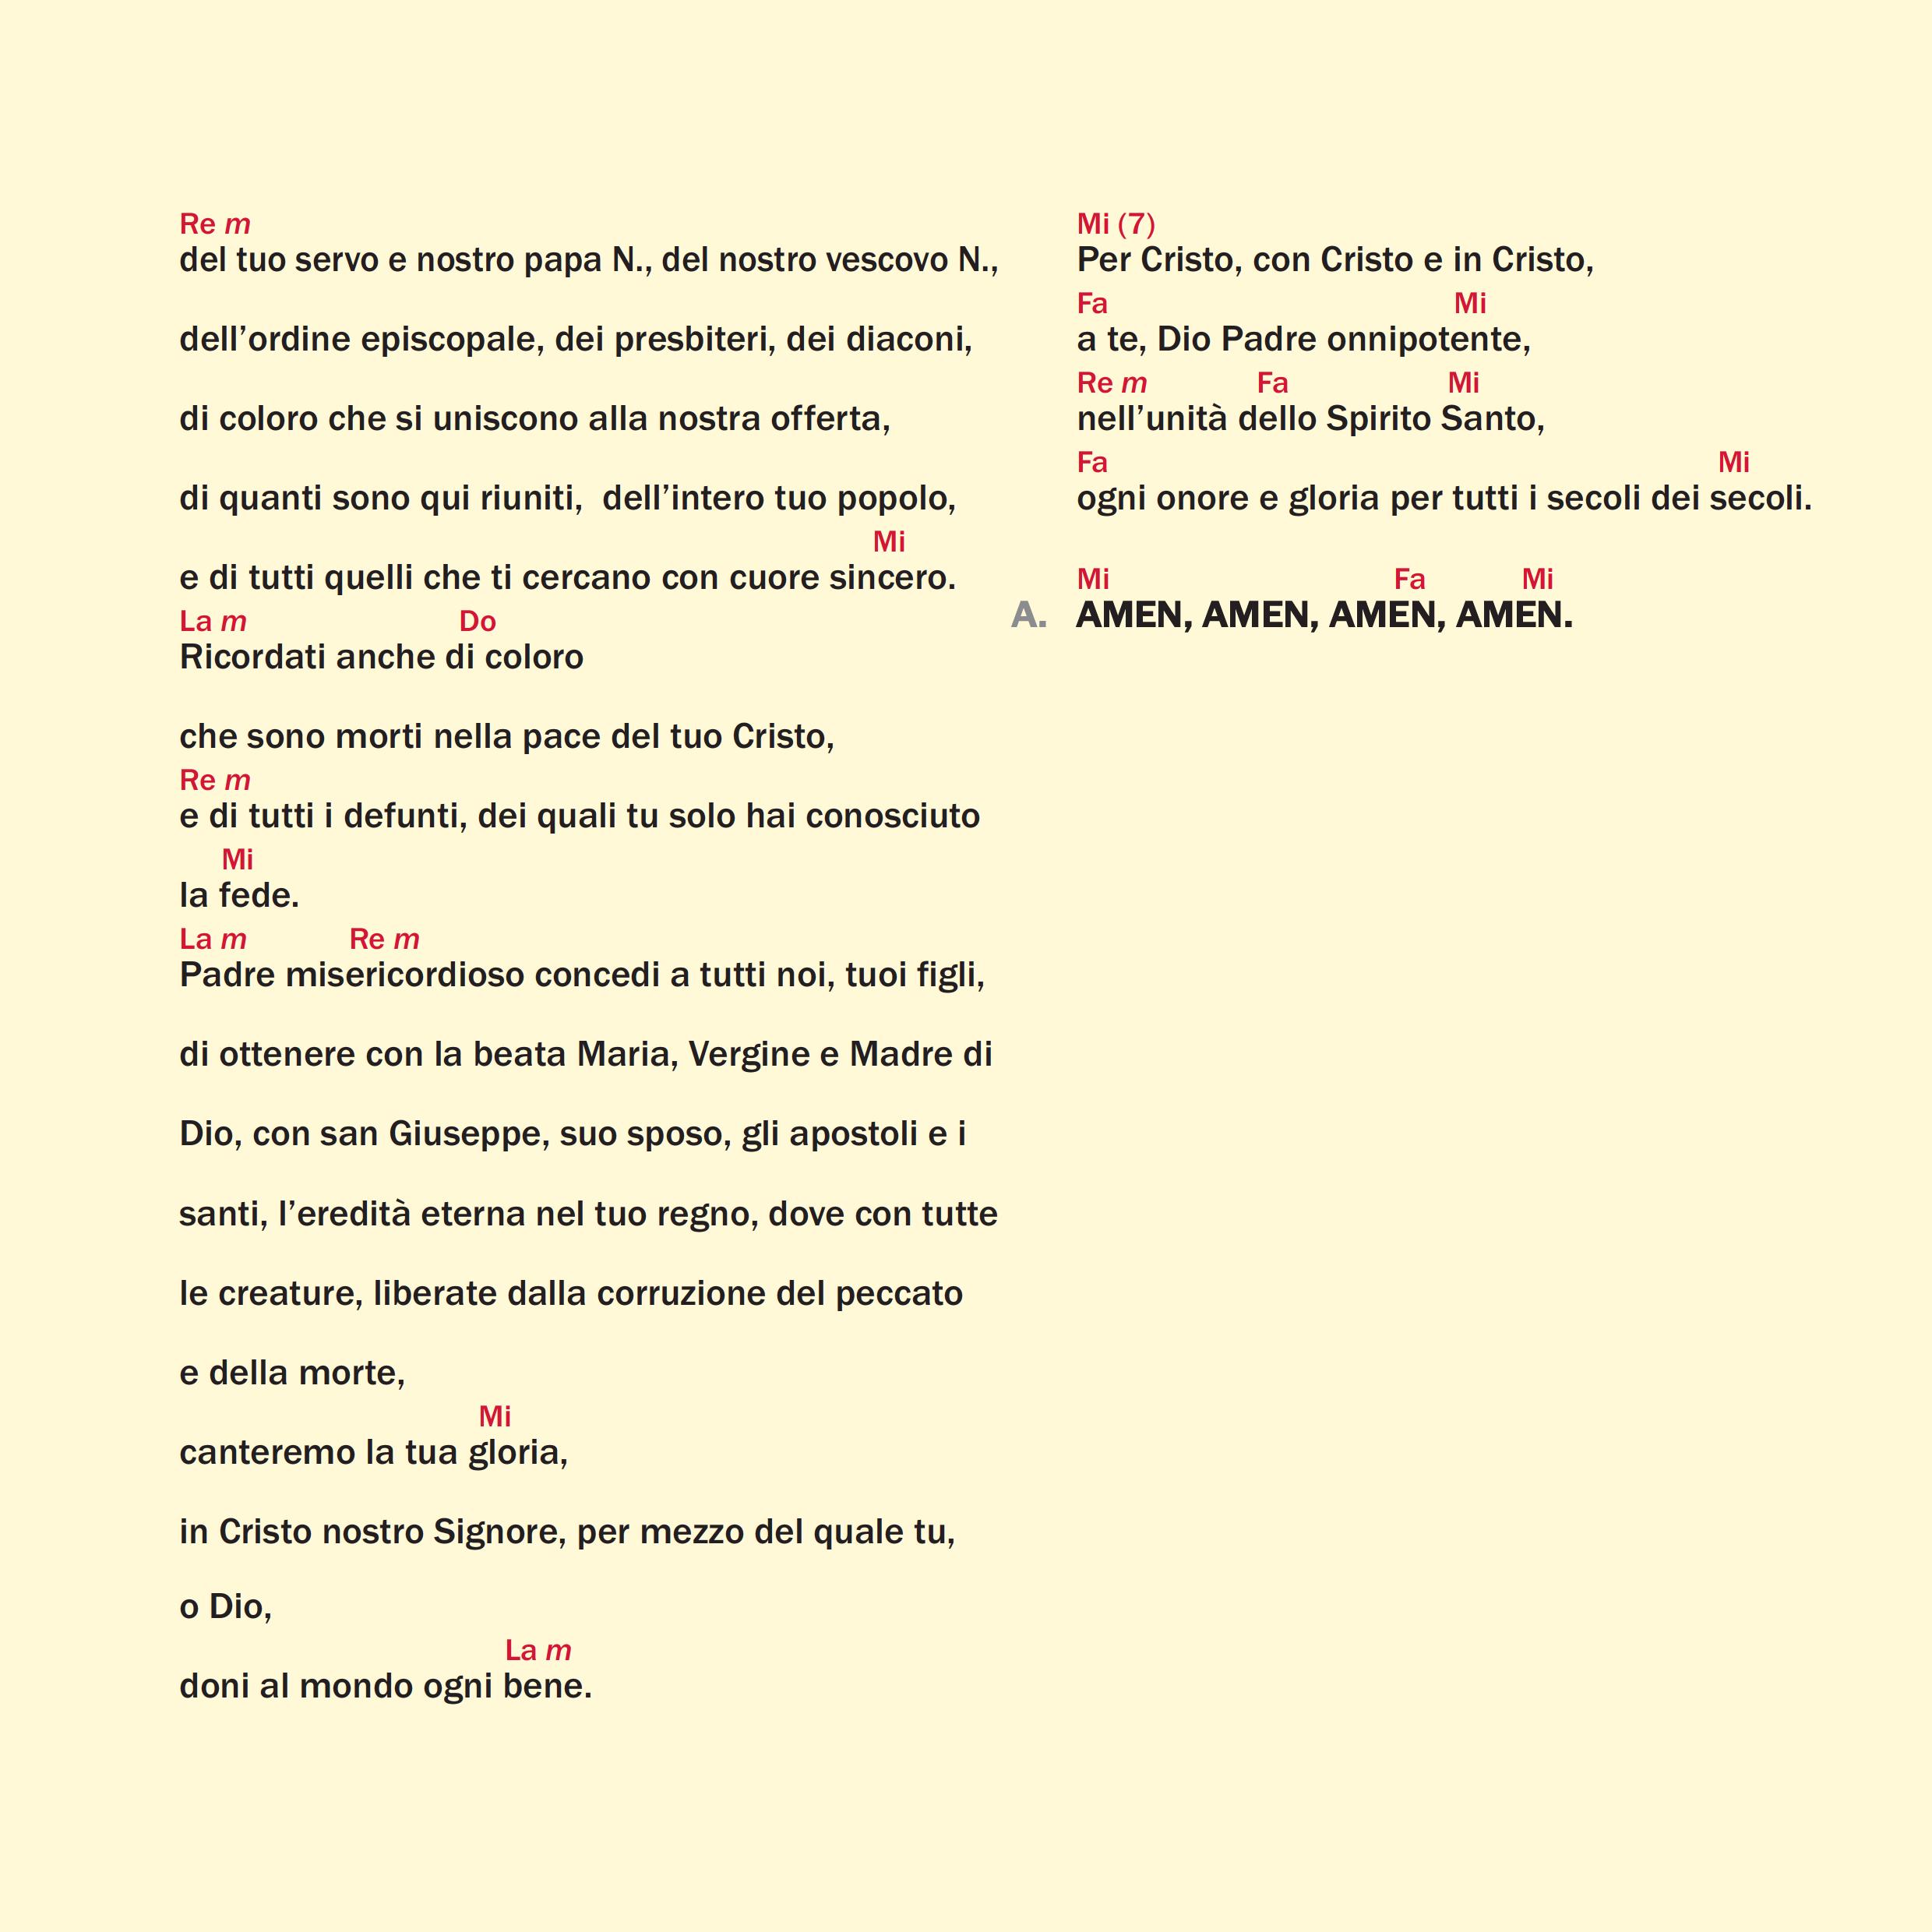 Re m
del tuo servo e nostro papa N., del nostro vescovo N.,
dell’ordine episcopale, dei presbiteri, dei diaconi,
di coloro che si uniscono alla nostra offerta,
di quanti sono qui riuniti,  dell’intero tuo popolo,
Mi
e di tutti quelli che ti cercano con cuore sincero.
La m Do
Ricordati anche di coloro
che sono morti nella pace del tuo Cristo,
Re m
e di tutti i defunti, dei quali tu solo hai conosciuto
Mi
la fede.
La m Re m
Padre misericordioso concedi a tutti noi, tuoi figli,
di ottenere con la beata Maria, Vergine e Madre di
Dio, con san Giuseppe, suo sposo, gli apostoli e i
santi, l’eredità eterna nel tuo regno, dove con tutte
le creature, liberate dalla corruzione del peccato
e della morte,
Mi
canteremo la tua gloria,
in Cristo nostro Signore, per mezzo del quale tu,
o Dio,
La m
doni al mondo ogni bene.
Mi (7)
Per Cristo, con Cristo e in Cristo,
Fa Mi
a te, Dio Padre onnipotente,
Re m Fa Mi
nell’unità dello Spirito Santo,
Fa Mi
ogni onore e gloria per tutti i secoli dei secoli.
Mi Fa Mi
A. AMEN, AMEN, AMEN, AMEN.